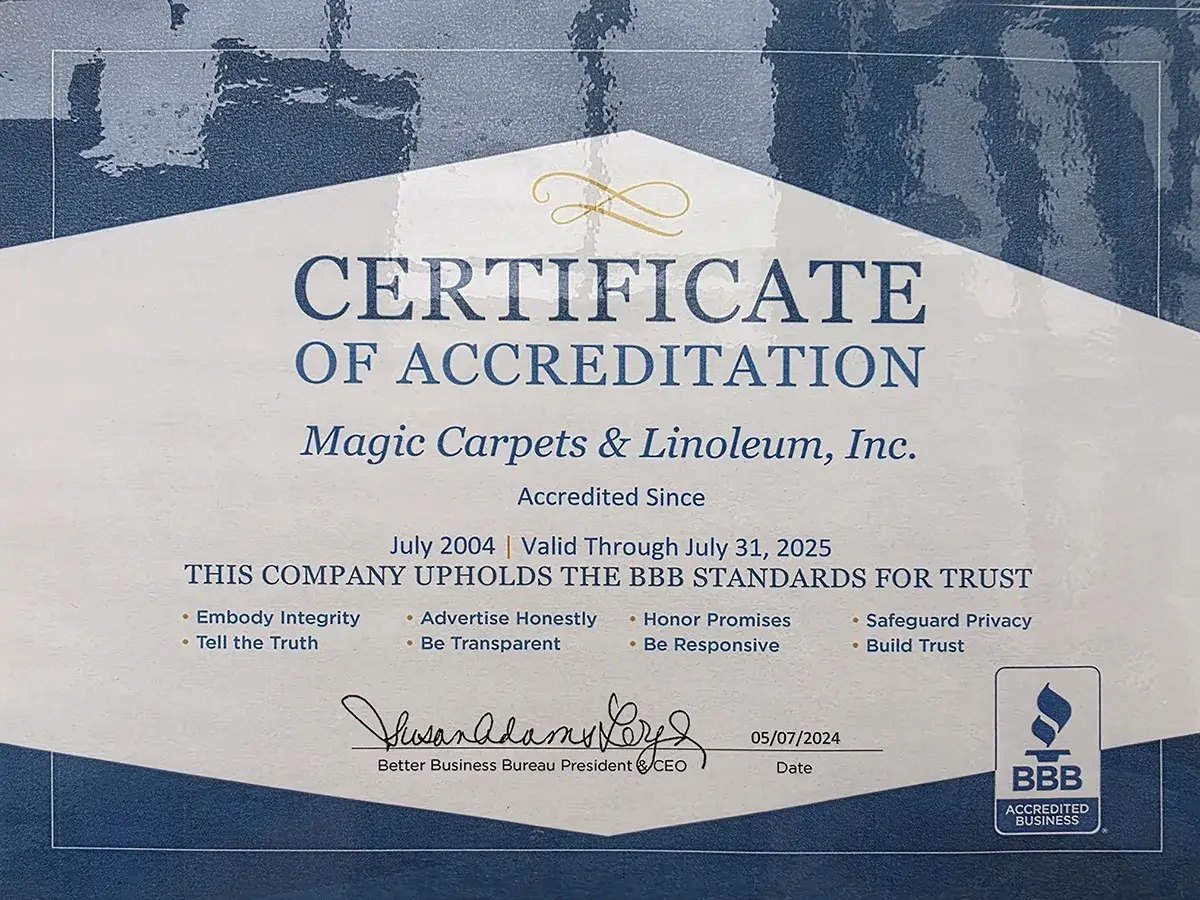 CERTIFICATE
OF ACCREDITATION
Magic Carpets & Linoleum, Inc.
Accredited Since
July 2004 | Valid Through July 31, 2025
THIS COMPANY UPHOLDS THE BBB STANDARDS FOR TRUST
• Embody Integrity • Advertise Honestly • Honor Promises • Safeguard Privacy
• Tell the Truth • Be Transparent • Be Responsive • Build Trust
Susan Adams
05/07/2024
Better Business Bureau President & CEO Date
BBB
ACCREDITED
BUSINESS
®